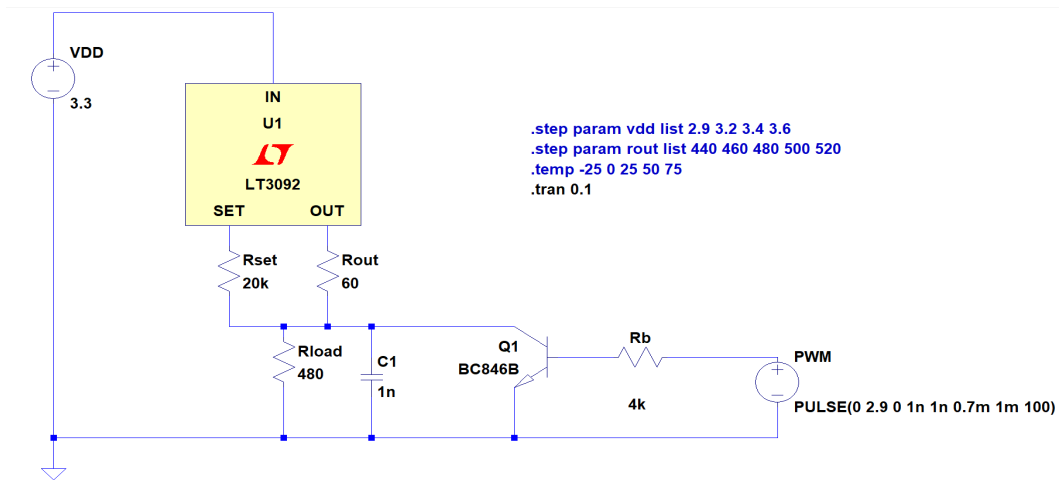 VDD
3.3
IN
U1
LT3092
SET
OUT
.step param vdd list 2.9 3.2 3.4 3.6
.step param rout list 440 460 480 500 520
.temp -25 0 25 50 75
.tran 0.1
Rset
20k
Rout
60
Rload
480
C1
1n
Q1
BC846B
Rb
4k
PWM
PULSE(0 2.9 0 1n 1n 0.7m 1m 100)